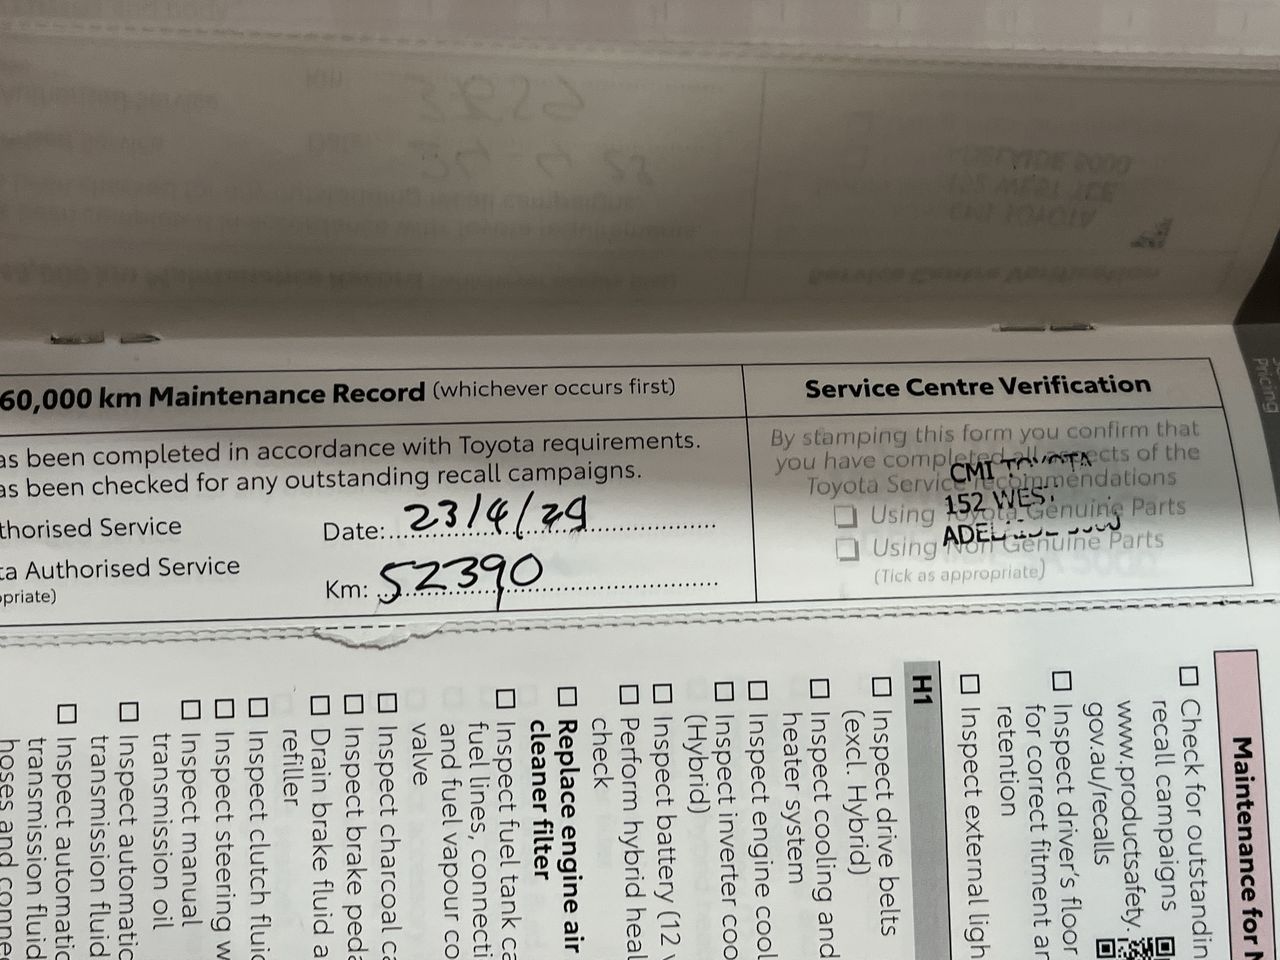 60,000 km Maintenance Record (whichever occurs first)
as been completed in accordance with Toyota requirements.
as been checked for any outstanding recall campaigns.
thorised Service
Date: 23/4/24
ta Authorised Service
opriate)
Km: 52390
Service Centre Verification
By stamping this form you confirm that
you have completed all aspects of the
Toyota Service recommendations
☐ Using Toyota Genuine Parts
☐ Using Non Genuine Parts
(Tick as appropriate)
CMI TOYOTA
152 WEST
Pricing
Maintenance for
☐ Check for outstandin
recall campaigns
www.productsafety.
gov.au/recalls
☐ Inspect driver's floor
for correct fitment an
retention
☐ Inspect external ligh
H1
☐ Inspect drive belts
(excl. Hybrid)
☐ Inspect cooling and
heater system
☐ Inspect engine cool
☐ Inspect inverter coo
(Hybrid)
☐ Inspect battery (12 v
☐ Perform hybrid heal
check
☐ Replace engine air
cleaner filter
☐ Inspect fuel tank ca
fuel lines, connecti
and fuel vapour co
valve
☐ Inspect charcoal ca
☐ Inspect brake peda
☐ Drain brake fluid a
refiller
☐ Inspect clutch fluid
☐ Inspect steering w
☐ Inspect manual
transmission oil
☐ Inspect automatic
transmission fluid
☐ Inspect automatic
transmission fluid
hoses and conne